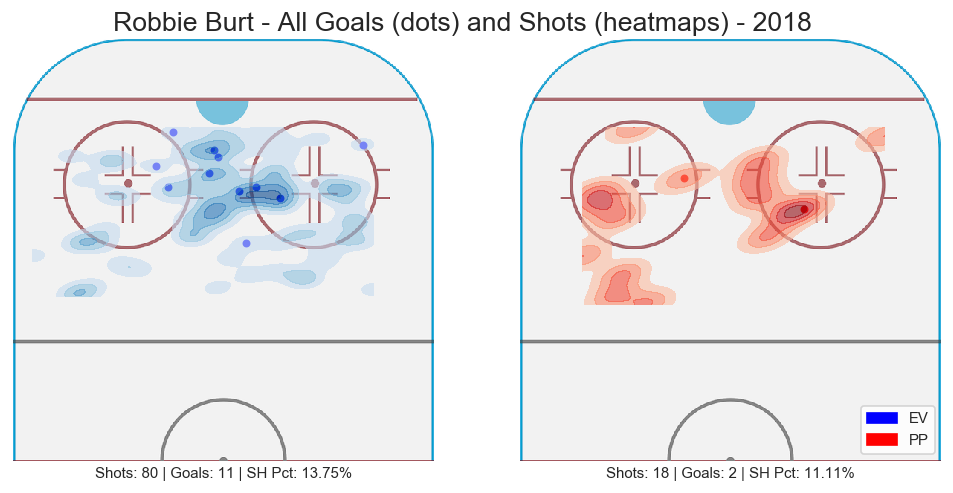 Robbie Burt - All Goals (dots) and Shots (heatmaps) - 2018
EV
PP
Shots: 80 | Goals: 11 | SH Pct: 13.75%
Shots: 18 | Goals: 2 | SH Pct: 11.11%